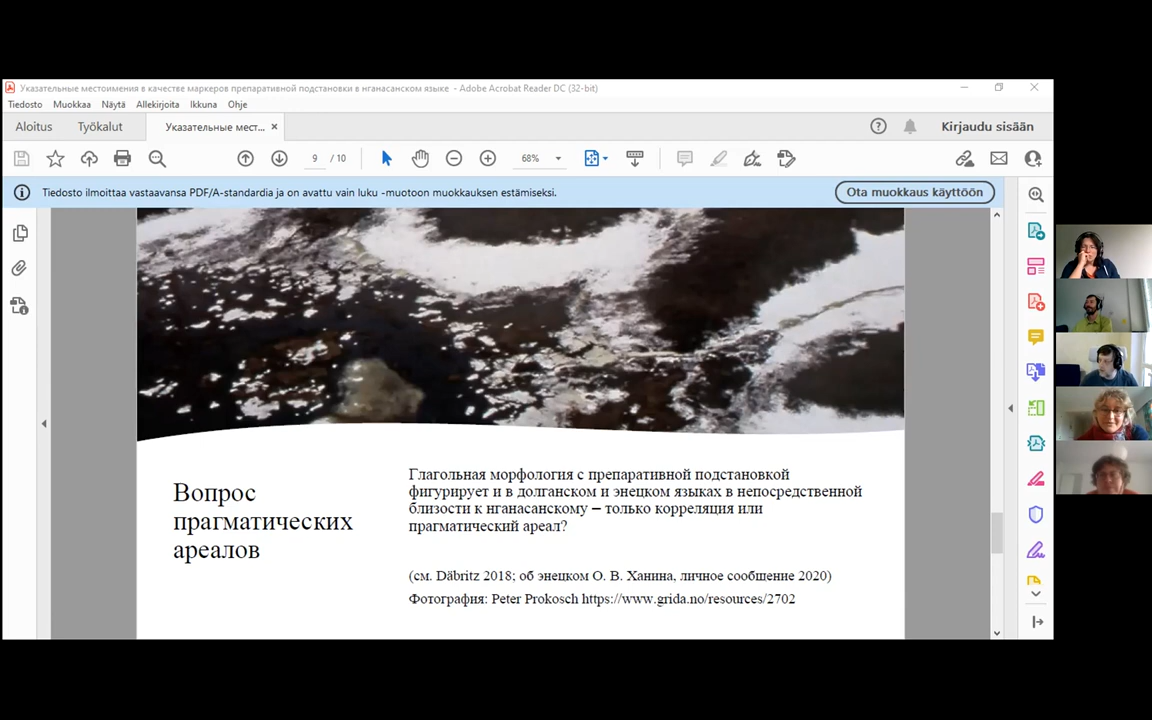 Указательные местоимения в качестве маркеров препаративной подстановки в нганасанском языке - Adobe Acrobat Reader DC (32-bit)
Tiedosto Muokkaa Näytä Allekirjoita Ikkuna Ohje
Aloitus Työkalut Указательные мест... × Kirjaudu sisään
9 / 10 68%
Tiedosto ilmoittaa vastaavansa PDF/A-standardia ja on avattu vain luku -muotoon muokkauksen estämiseksi. Ota muokkaus käyttöön
Вопрос
прагматических
ареалов
Глагольная морфология с препаративной подстановкой
фигурирует и в долганском и энецком языках в непосредственной
близости к нганасанскому – только корреляция или
прагматический ареал?
(см. Däbritz 2018; об энецком О. В. Ханина, личное сообщение 2020)
Фотография: Peter Prokosch https://www.grida.no/resources/2702